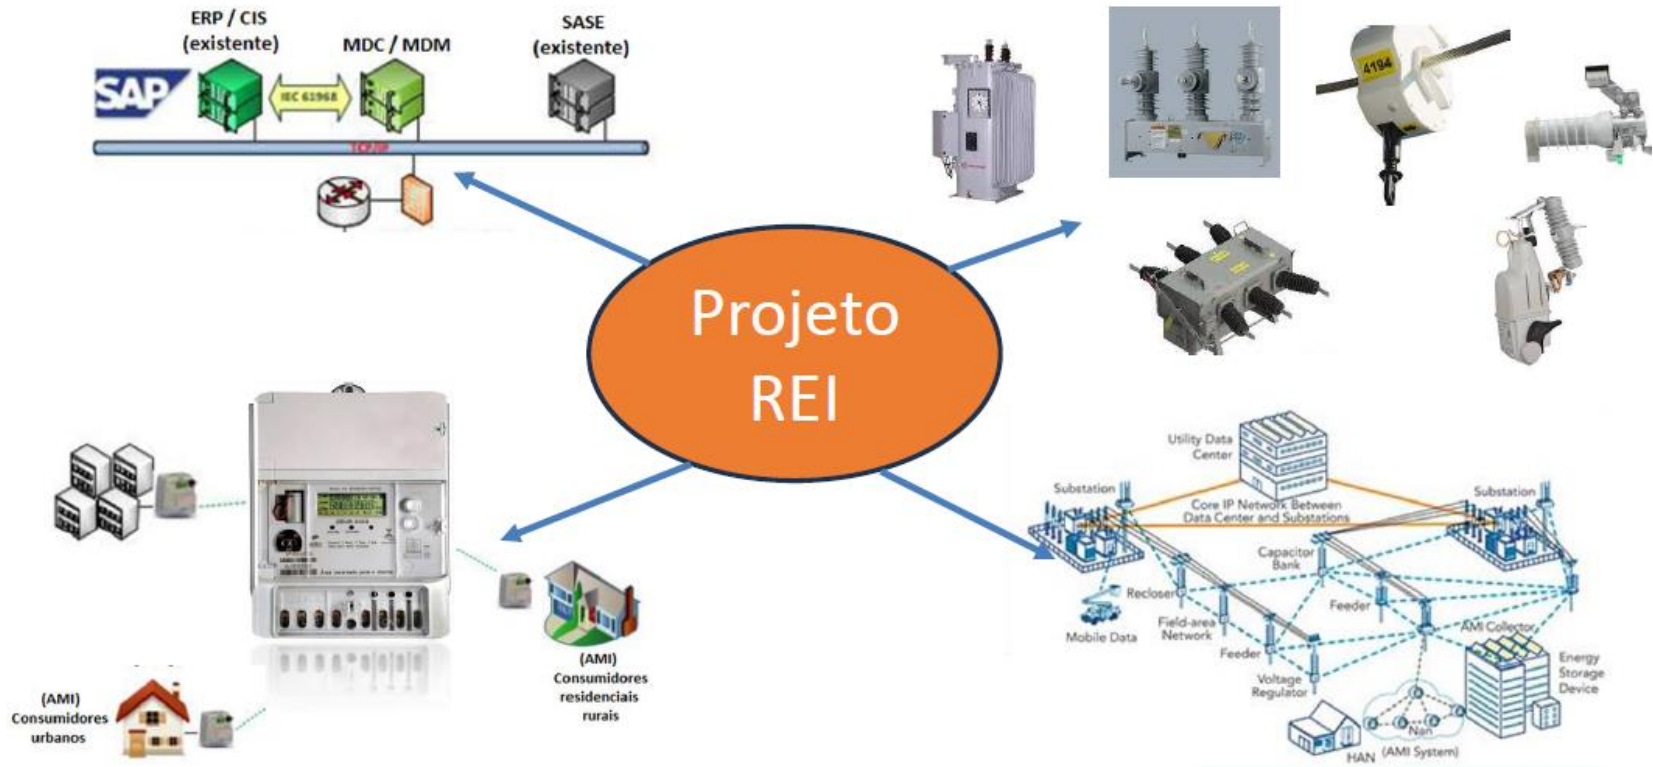 ERP / CIS
(existente)
MDC / MDM
SASE
(existente)
SAP
IEC 61968
TCP/IP
4194
Projeto
REI
(AMI)
Consumidores
residenciais
rurais
(AMI)
Consumidores
urbanos
Utility Data
Center
Substation
Core IP Network Between
Data Center and Substations
Substation
Capacitor
Bank
Recloser
Feeder
Mobile Data
Field-area
Network
AMI Collector
Feeder
Voltage
Regulator
Energy
Storage
Device
Nan
HAN
(AMI System)